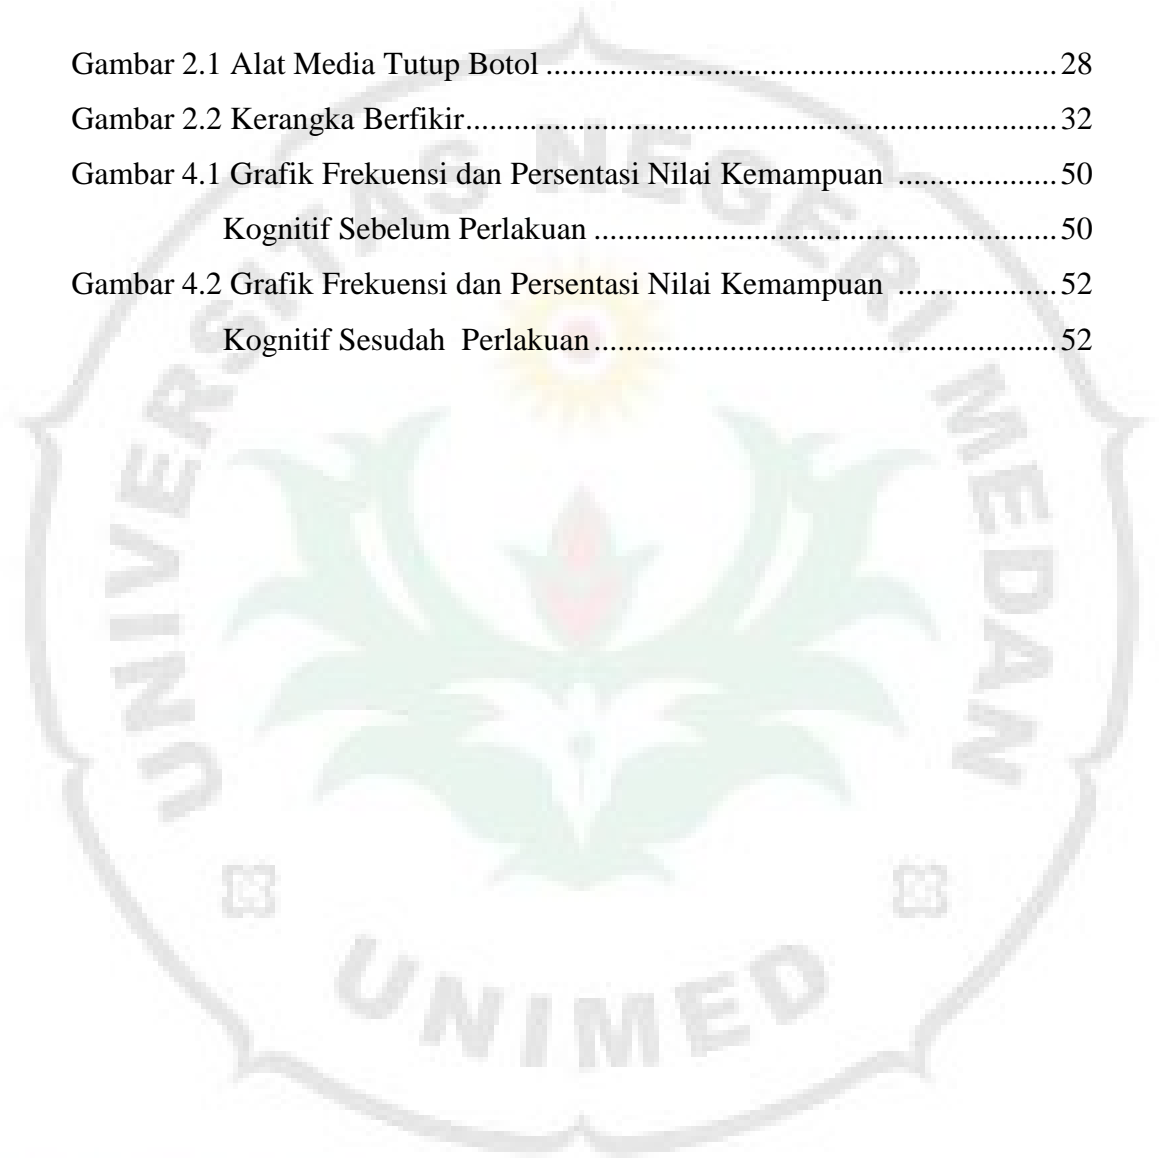 Gambar 2.1 Alat Media Tutup Botol ................................................................ 28
Gambar 2.2 Kerangka Berfikir.......................................................................... 32
Gambar 4.1 Grafik Frekuensi dan Persentasi Nilai Kemampuan .................... 50
Kognitif Sebelum Perlakuan .......................................................... 50
Gambar 4.2 Grafik Frekuensi dan Persentasi Nilai Kemampuan .................... 52
Kognitif Sesudah Perlakuan .......................................................... 52
UNIVERSITAS NEGERI MEDAN
UNIMED